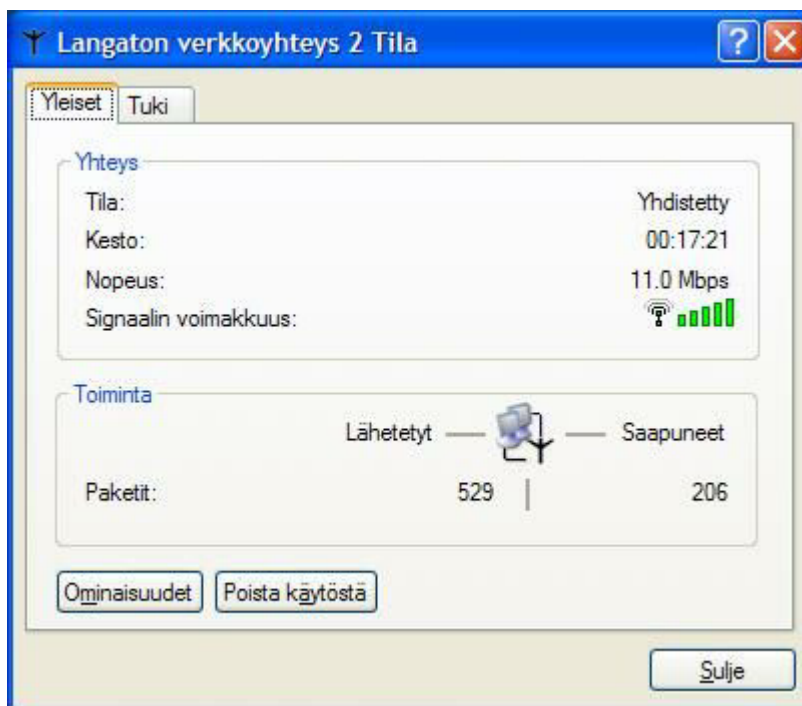 Langaton verkkoyhteys 2 Tila
Yleiset Tuki
Yhteys
Tila: Yhdistetty
Kesto: 00:17:21
Nopeus: 11.0 Mbps
Signaalin voimakkuus:
Toiminta
Lähetetyt Saapuneet
Paketit: 529 206
Ominaisuudet Poista käytöstä
Sulje